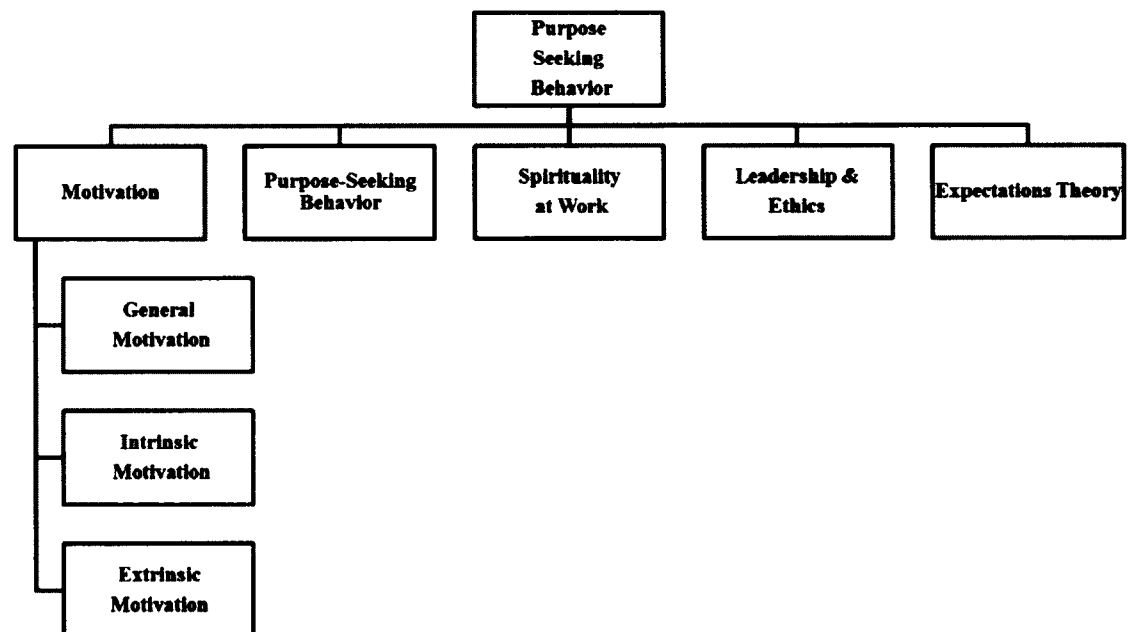 Purpose
Seeking
Behavior
Motivation
Purpose-Seeking
Behavior
Spirituality
at Work
Leadership &
Ethics
Expectations Theory
General
Motivation
Intrinsic
Motivation
Extrinsic
Motivation